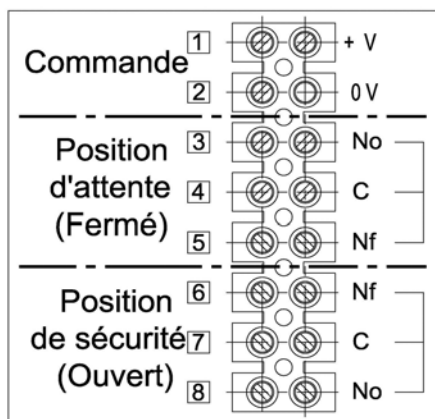 Commande
1 + V
2 0 V
Position
d'attente
(Fermé)
3 No
4 C
5 Nf
Position
de sécurité
(Ouvert)
6 Nf
7 C
8 No